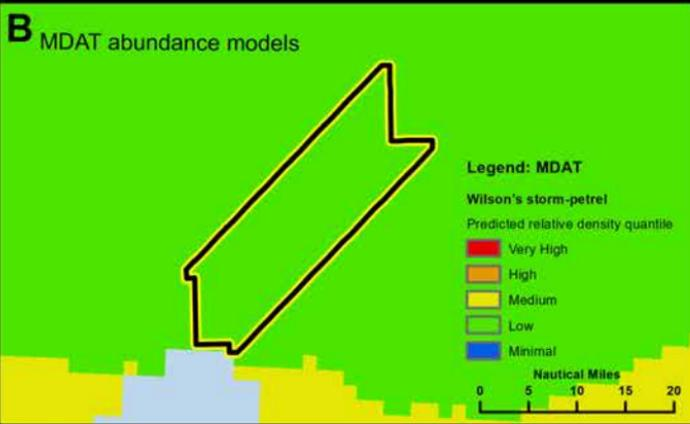 B MDAT abundance models
Legend: MDAT
Wilson's storm-petrel
Predicted relative density quantile
Very High
High
Medium
Low
Minimal
Nautical Miles
0 5 10 15 20